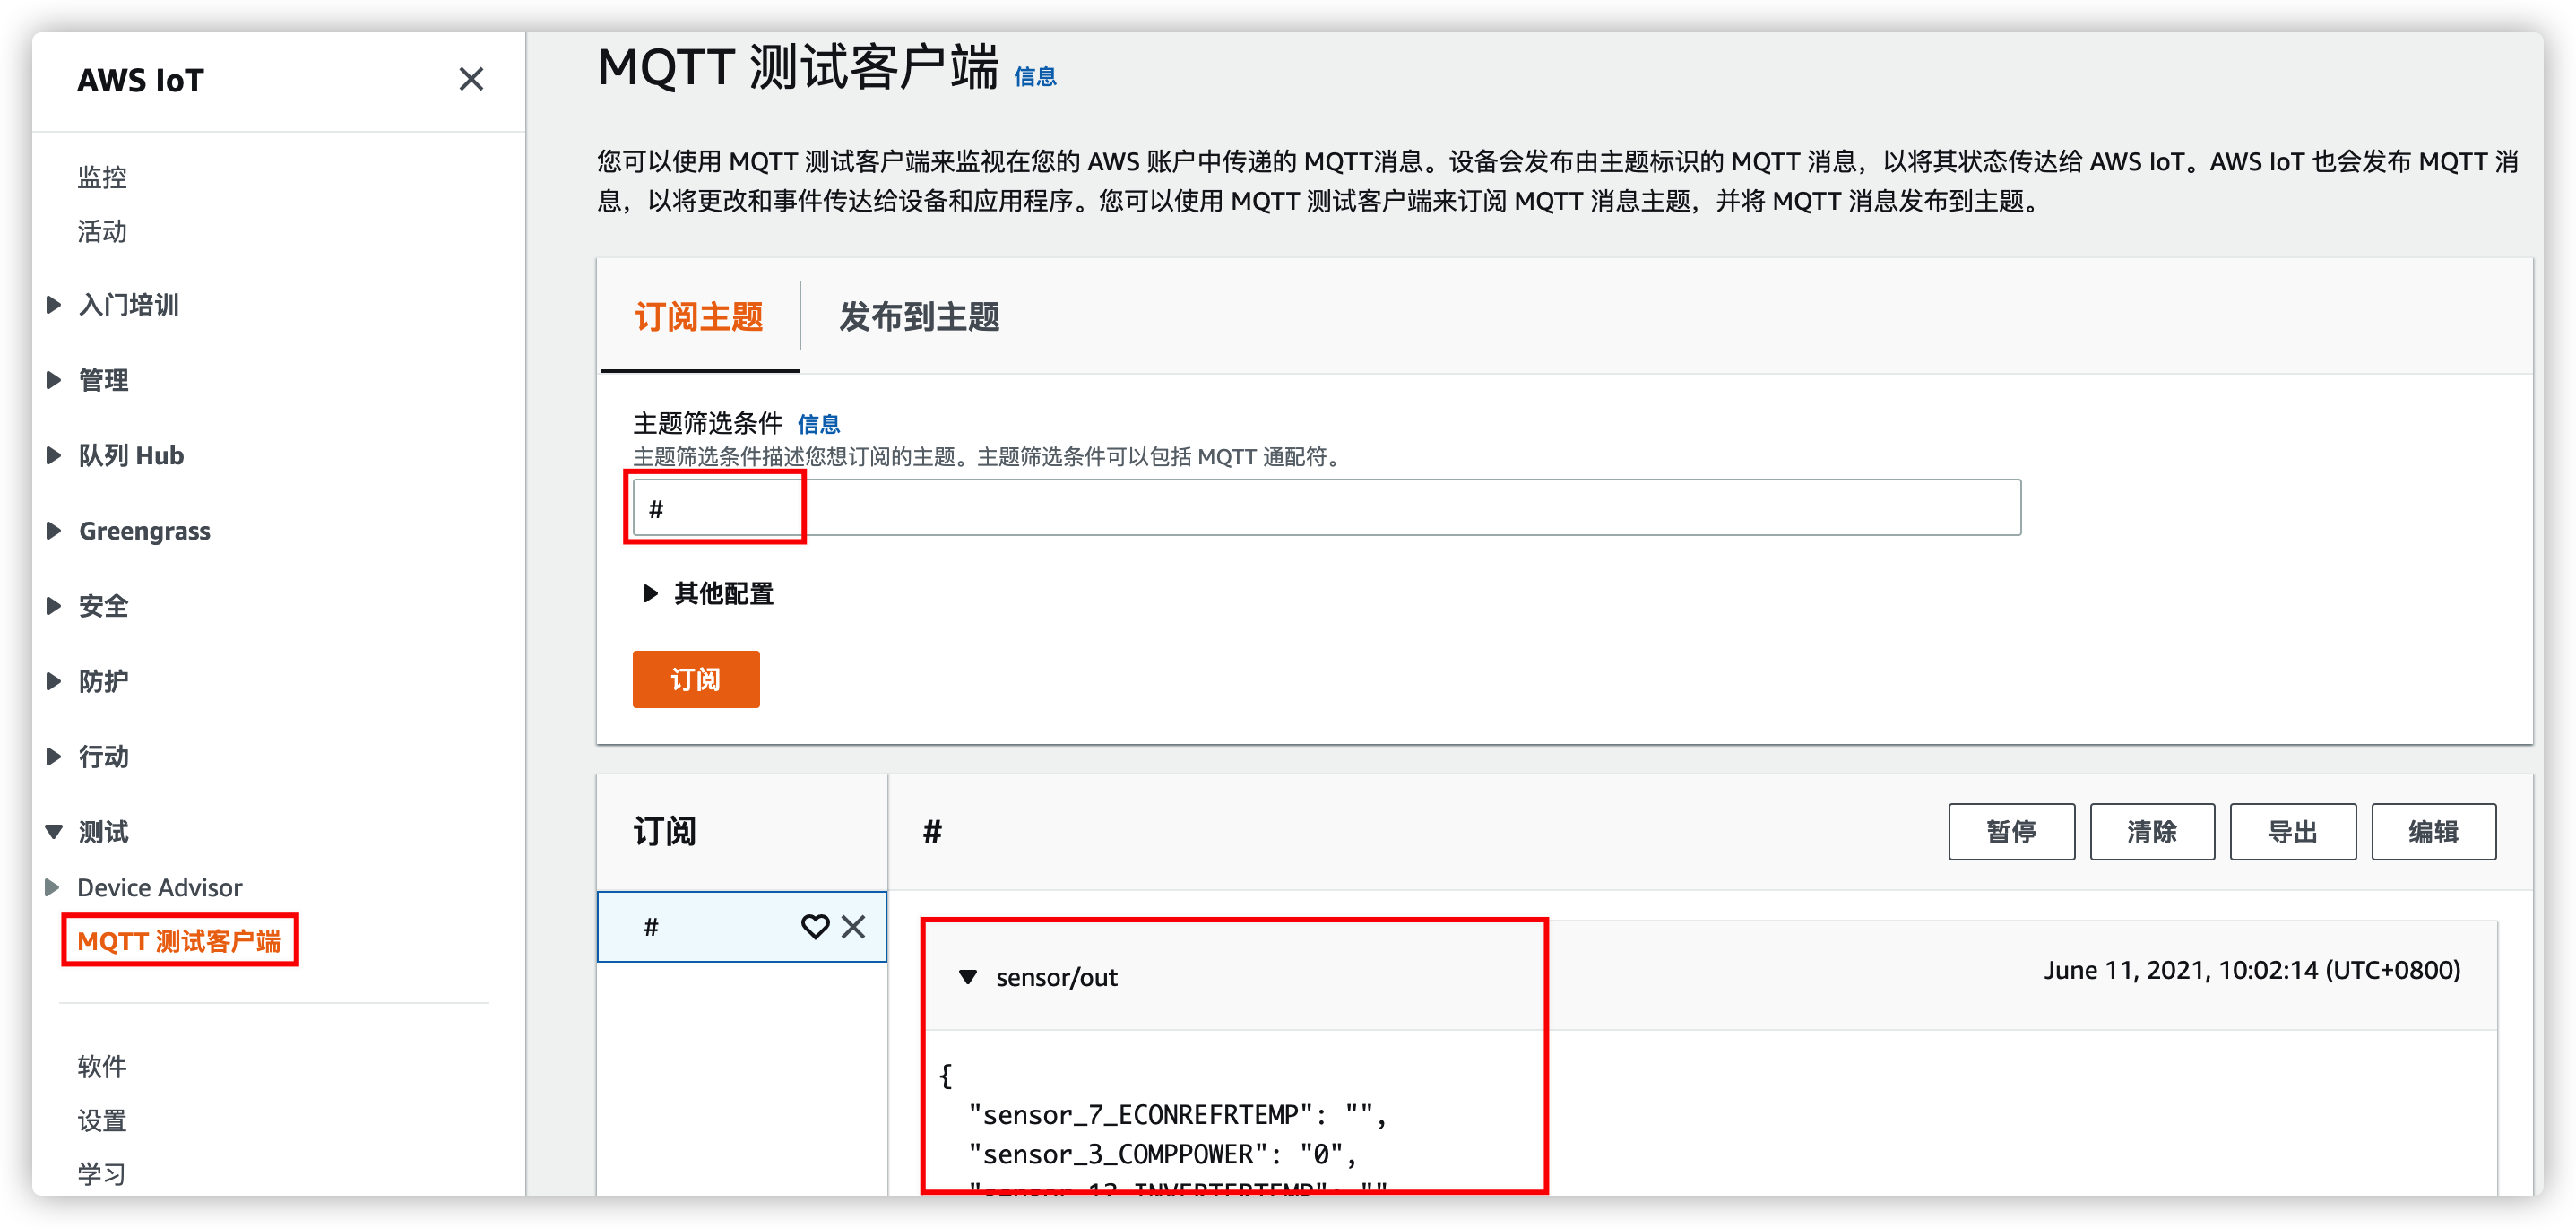 AWS IoT
监控
活动
入门培训
管理
队列 Hub
Greengrass
安全
防护
行动
测试
Device Advisor
MQTT 测试客户端
软件
设置
学习
MQTT 测试客户端 信息
您可以使用 MQTT 测试客户端来监视在您的 AWS 账户中传递的 MQTT消息。设备会发布由主题标识的 MQTT 消息，以将其状态传达给 AWS IoT。AWS IoT 也会发布 MQTT 消
息，以将更改和事件传达给设备和应用程序。您可以使用 MQTT 测试客户端来订阅 MQTT 消息主题，并将 MQTT 消息发布到主题。
订阅主题 发布到主题
主题筛选条件 信息
主题筛选条件描述您想订阅的主题。主题筛选条件可以包括 MQTT 通配符。
#
其他配置
订阅
订阅
#
# 暂停 清除 导出 编辑
sensor/out June 11, 2021, 10:02:14 (UTC+0800)
{
"sensor_7_ECONREFRTEMP": "",
"sensor_3_COMPPOWER": "0",
"sensor_13_INVERTERTEMP": ""